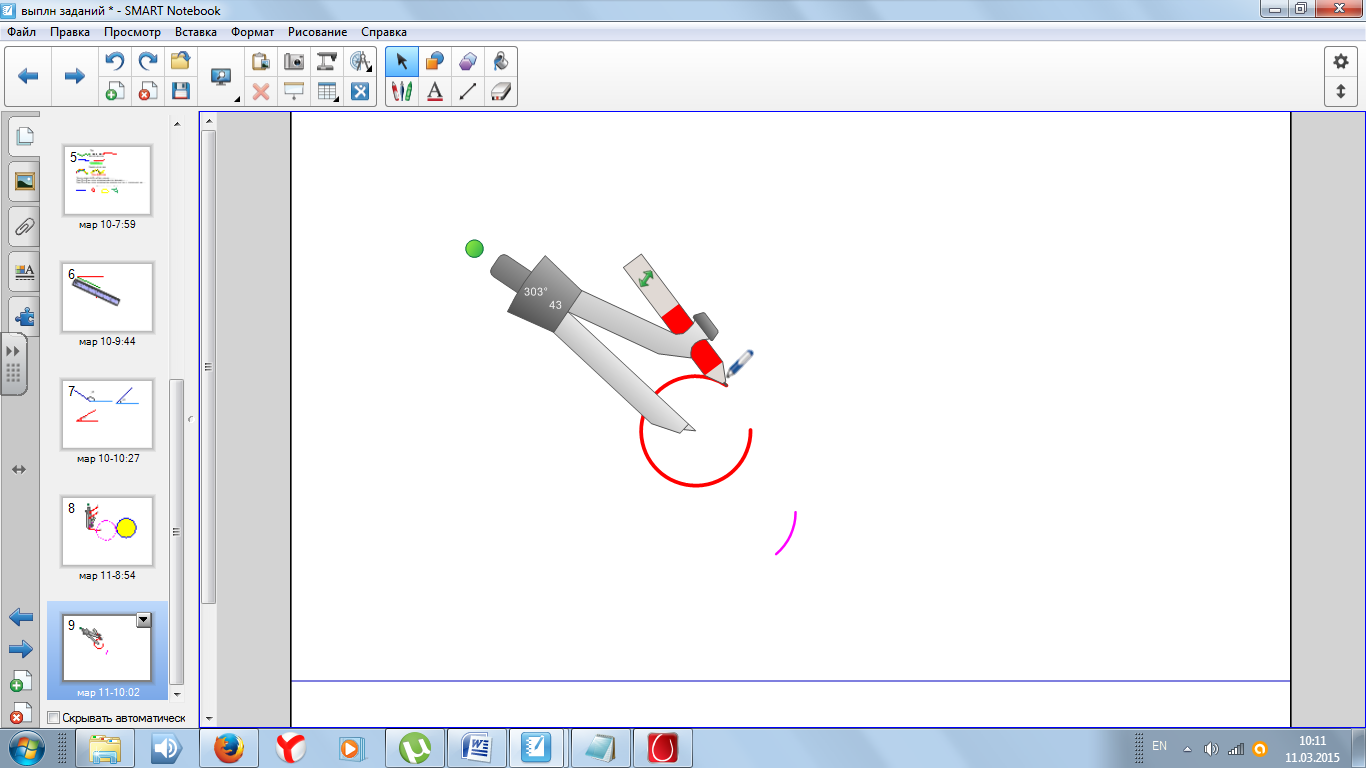 выплн заданий * - SMART Notebook
Файл Правка Просмотр Вставка Формат Рисование Справка
5
мар 10-7:59
6
мар 10-9:44
7
мар 10-10:27
8
мар 11-8:54
9
мар 11-10:02
Скрывать автоматическ
303°
43
EN
10:11
11.03.2015